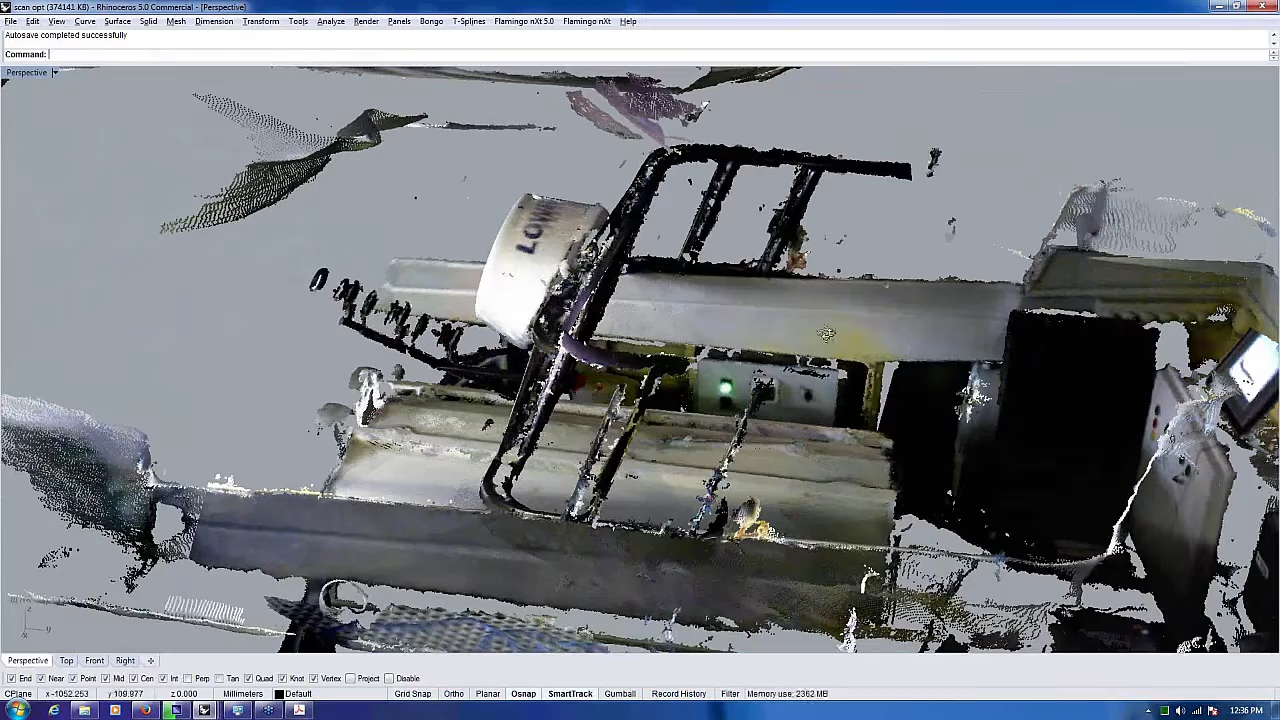 scan opt (374141 KB) - Rhinoceros 5.0 Commercial - [Perspective]
File Edit View Curve Surface Solid Mesh Dimension Transform Tools Analyze Render Panels Bongo T-Splines Flamingo nXt 5.0 Flamingo nXt Help
Autosave completed successfully
Command:
Perspective
LOW
z
x y
Perspective Top Front Right
End Near Point Mid Cen Int Perp Tan Quad Knot Vertex Project Disable
CPlane x -1052.253 y 109.877 z 0.000 Millimeters Default Grid Snap Ortho Planar Osnap SmartTrack Gumball Record History Filter Memory use: 2362 MB
12:36 PM